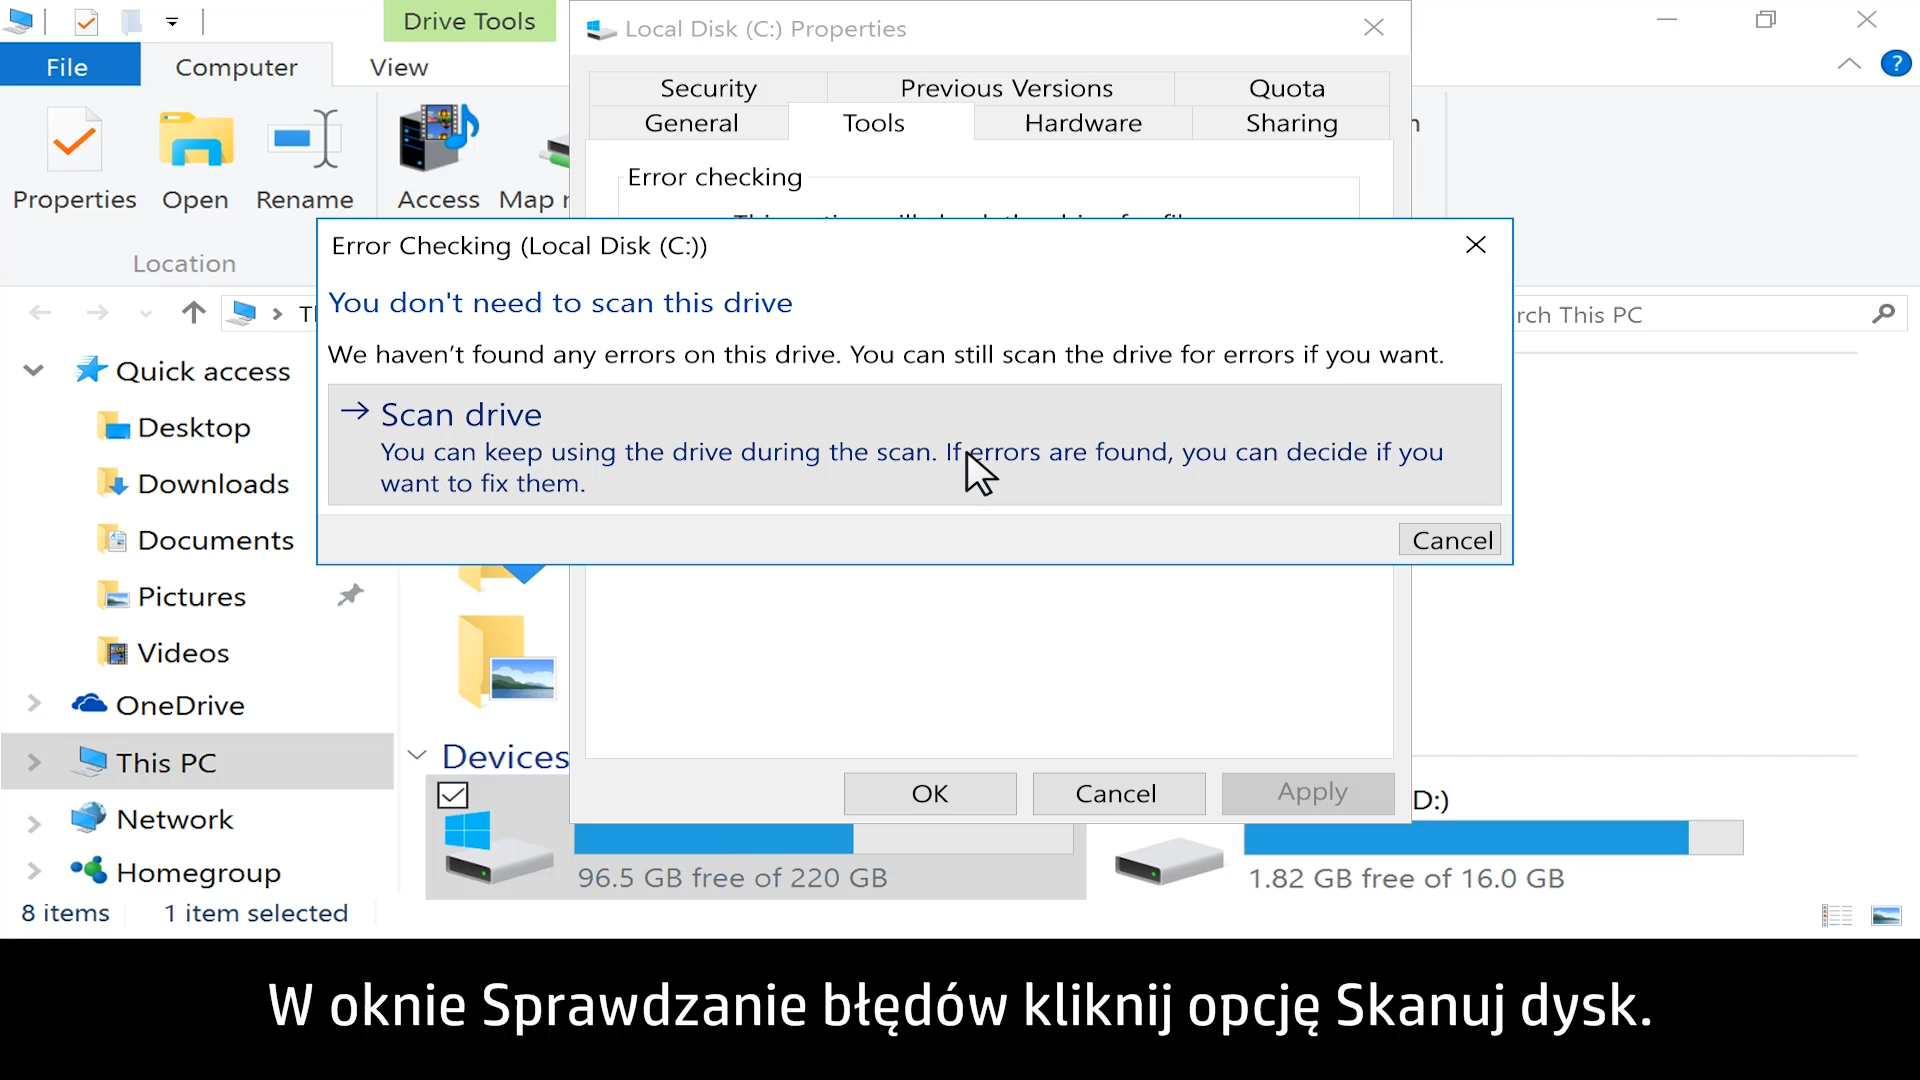 Drive Tools
Local Disk (C:) Properties
File
Computer
View
Security
Previous Versions
Quota
General
Tools
Hardware
Sharing
Properties
Open
Rename
Access
Map
Location
Error checking
Error Checking (Local Disk (C:))
You don't need to scan this drive
We haven't found any errors on this drive. You can still scan the drive for errors if you want.
Scan drive
You can keep using the drive during the scan. If errors are found, you can decide if you
want to fix them.
Cancel
rch This PC
Quick access
Desktop
Downloads
Documents
Pictures
Videos
OneDrive
This PC
Network
Homegroup
Devices
OK
Cancel
Apply
D:)
96.5 GB free of 220 GB
1.82 GB free of 16.0 GB
8 items
1 item selected
W oknie Sprawdzanie błędów kliknij opcję Skanuj dysk.